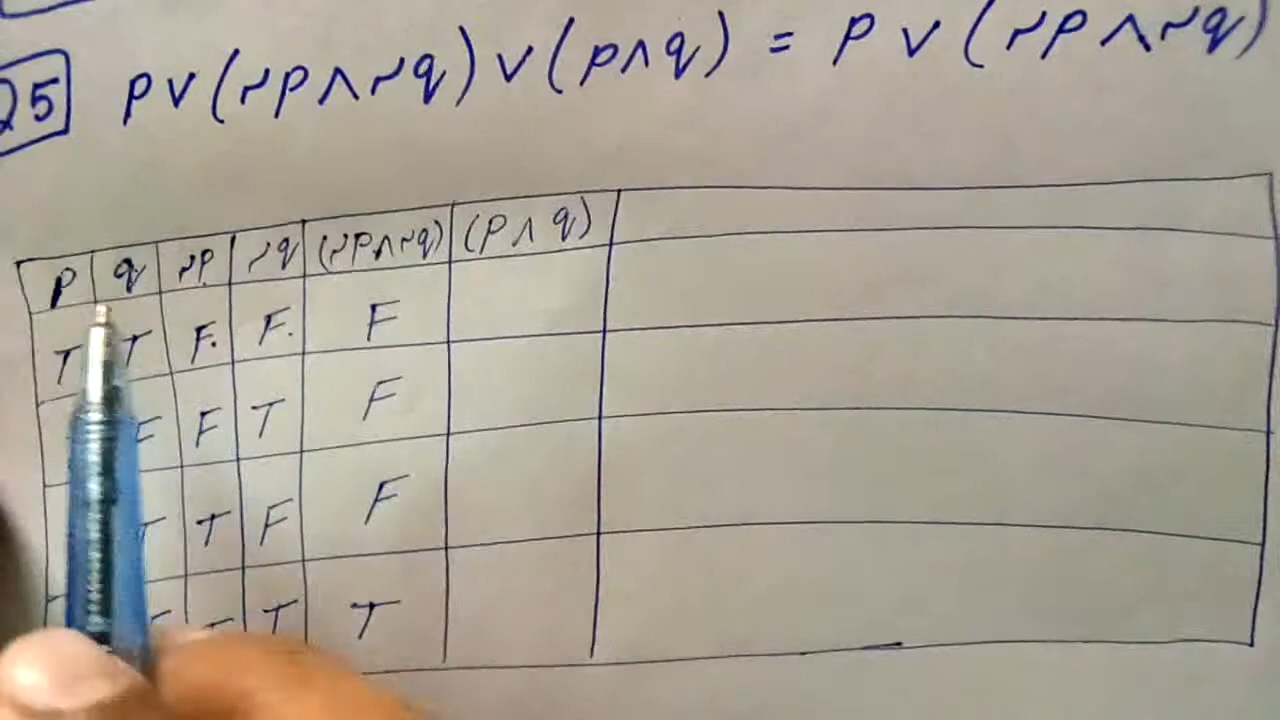 25 p∨(~p∧~q)∨(p∧q) = p∨(~p∧~q)
p q ~p ~q (~p∧~q) (p∧q)
T T F. F. F
F F T F
T T F F
F T T T